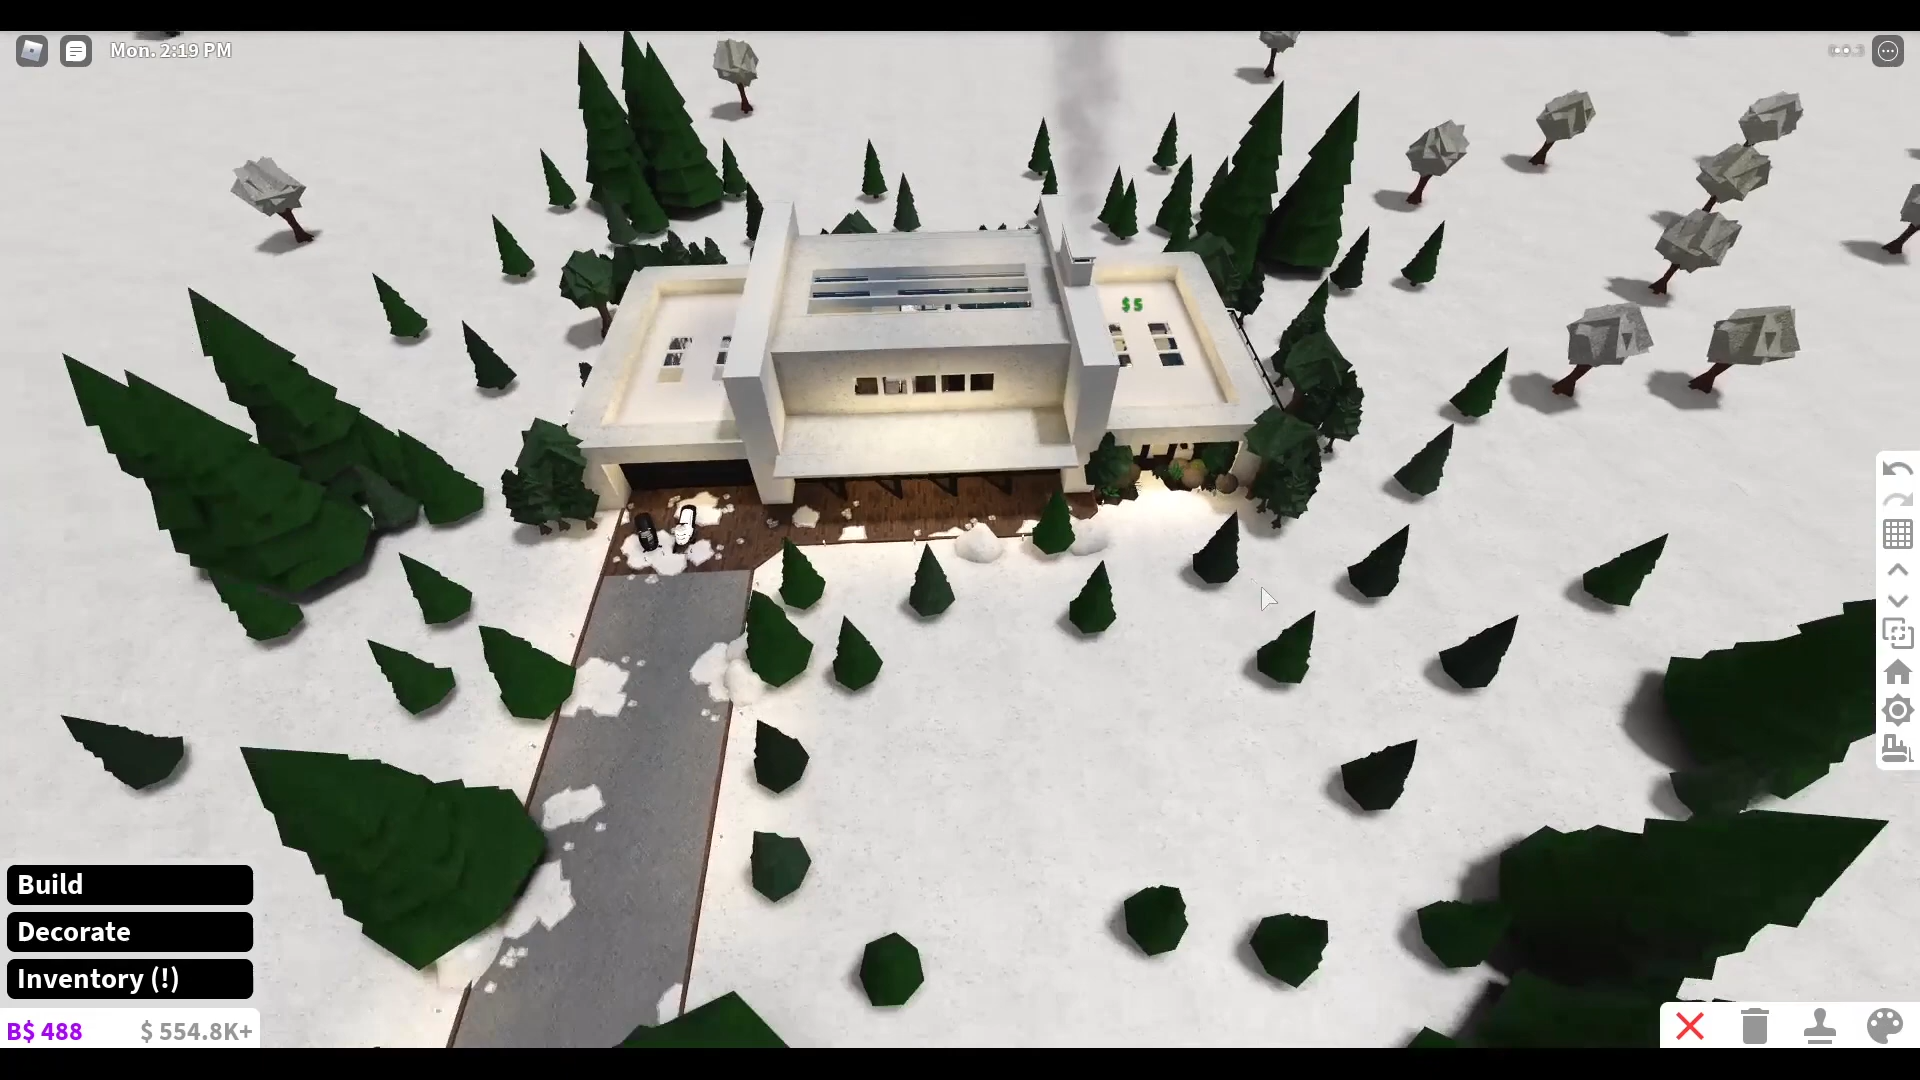 Mon. 2:19 PM
$5
Build
Decorate
Inventory (!)
B$ 488
$ 554.8K+